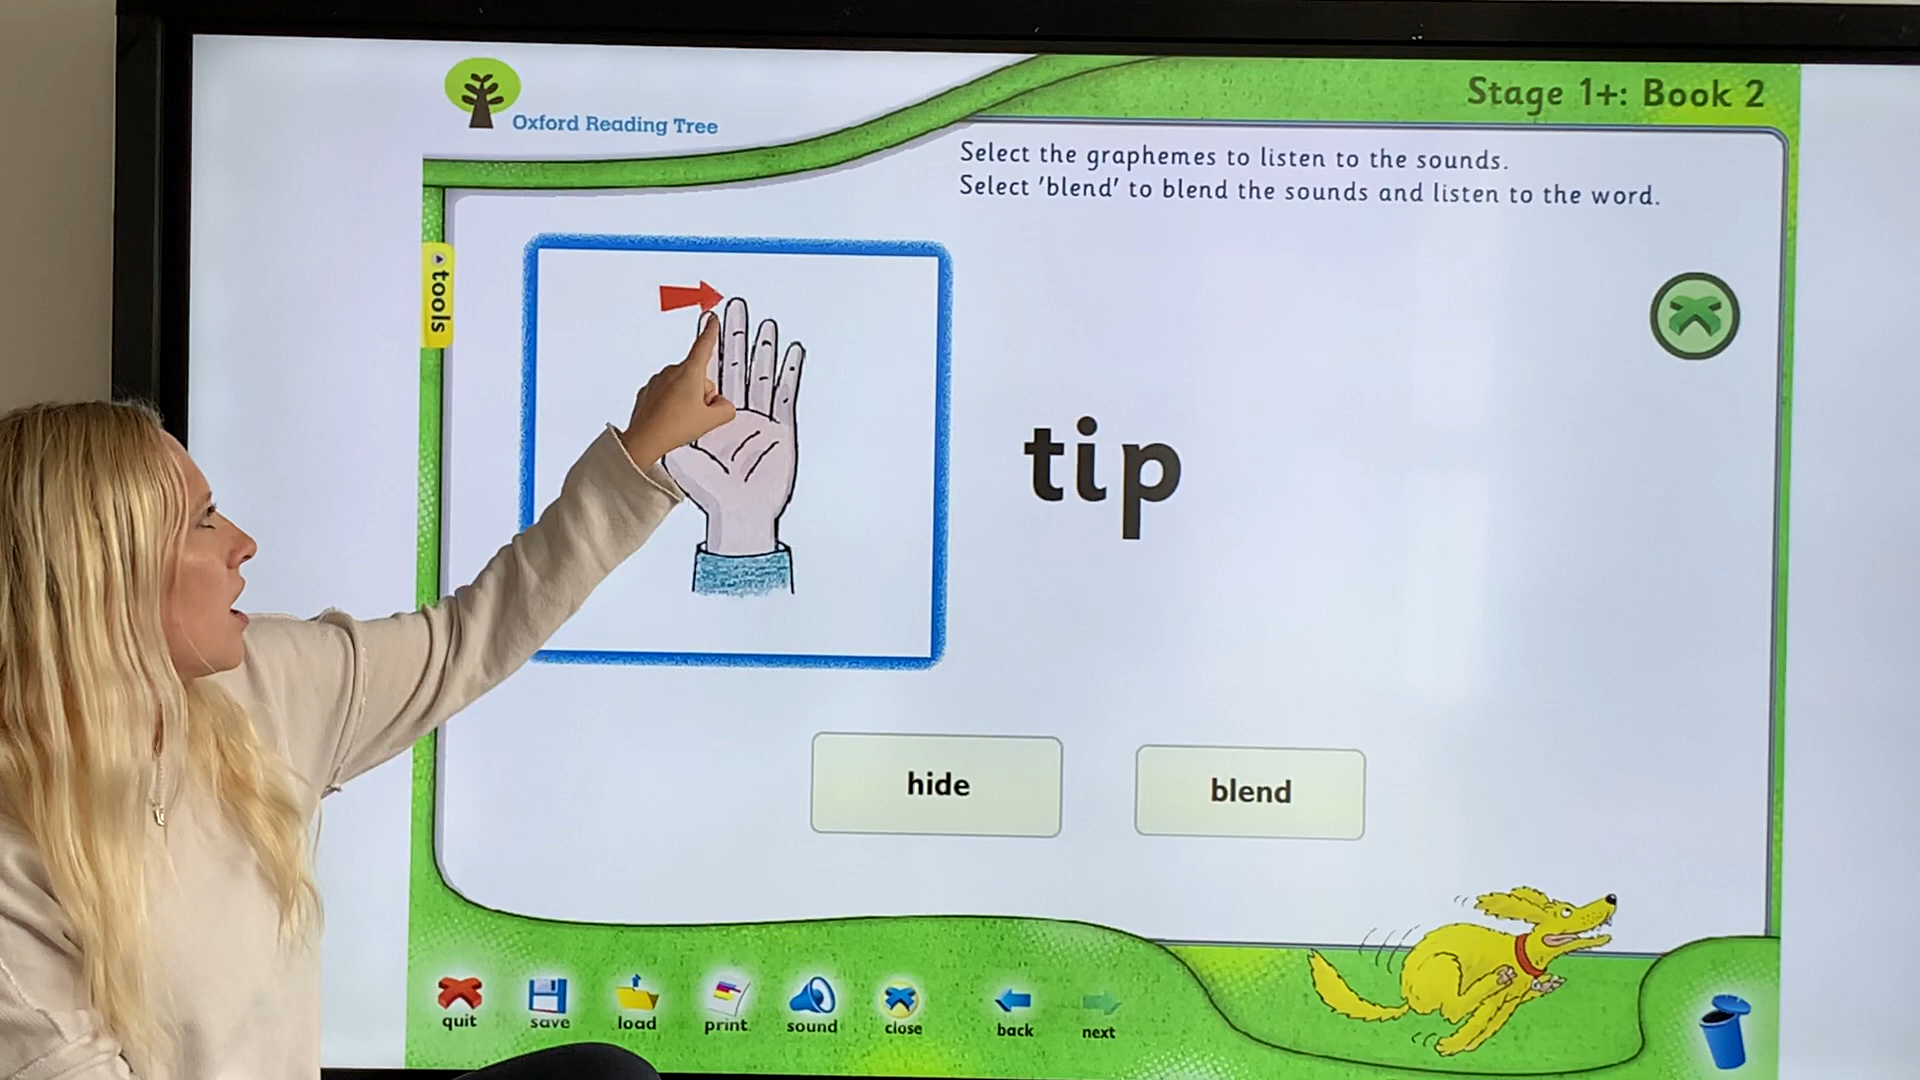 Oxford Reading Tree
Stage 1+: Book 2
Select the graphemes to listen to the sounds.
Select 'blend' to blend the sounds and listen to the word.
tools
tip
hide
blend
quit
save
load
print
sound
close
back
next